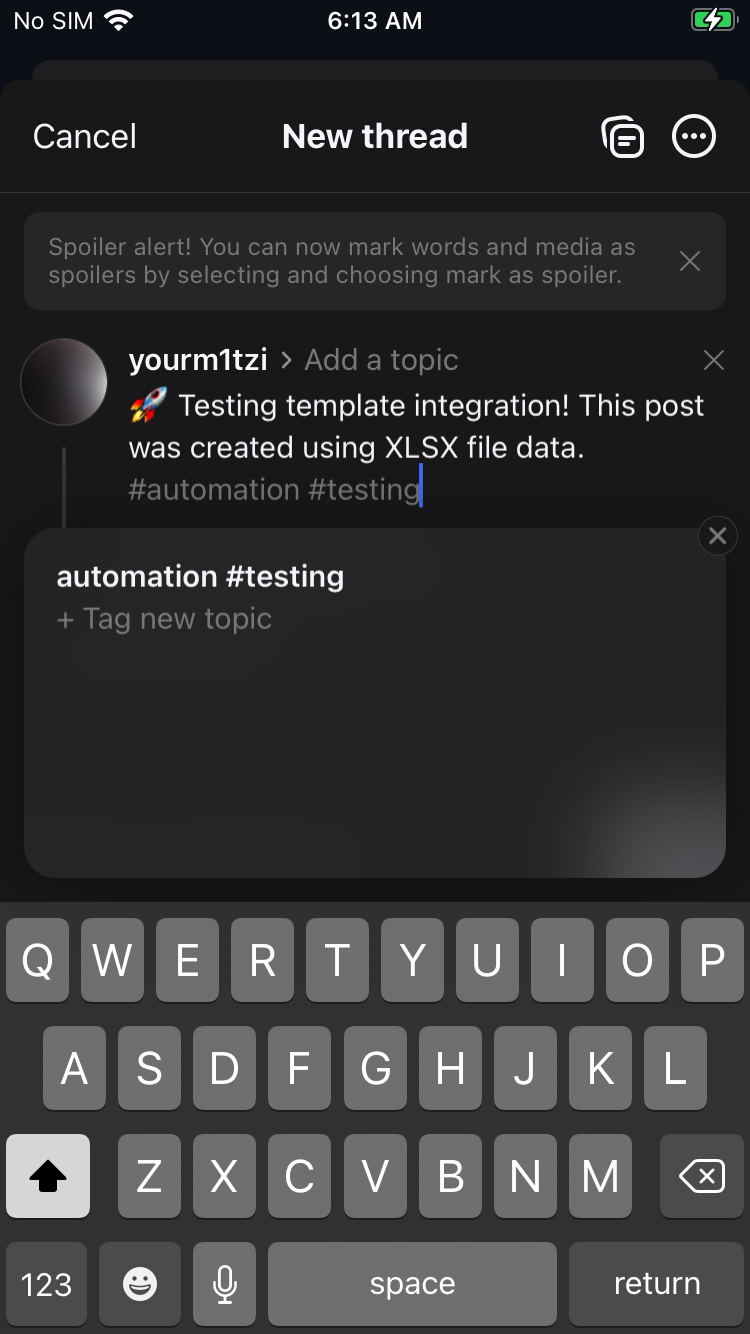 No SIM 6:13 AM
Cancel New thread
Spoiler alert! You can now mark words and media as
spoilers by selecting and choosing mark as spoiler.
yourm1tzi > Add a topic
🚀 Testing template integration! This post
was created using XLSX file data.
#automation #testing
automation #testing
+ Tag new topic
Q W E R T Y U I O P
A S D F G H J K L
Z X C V B N M
123 space return